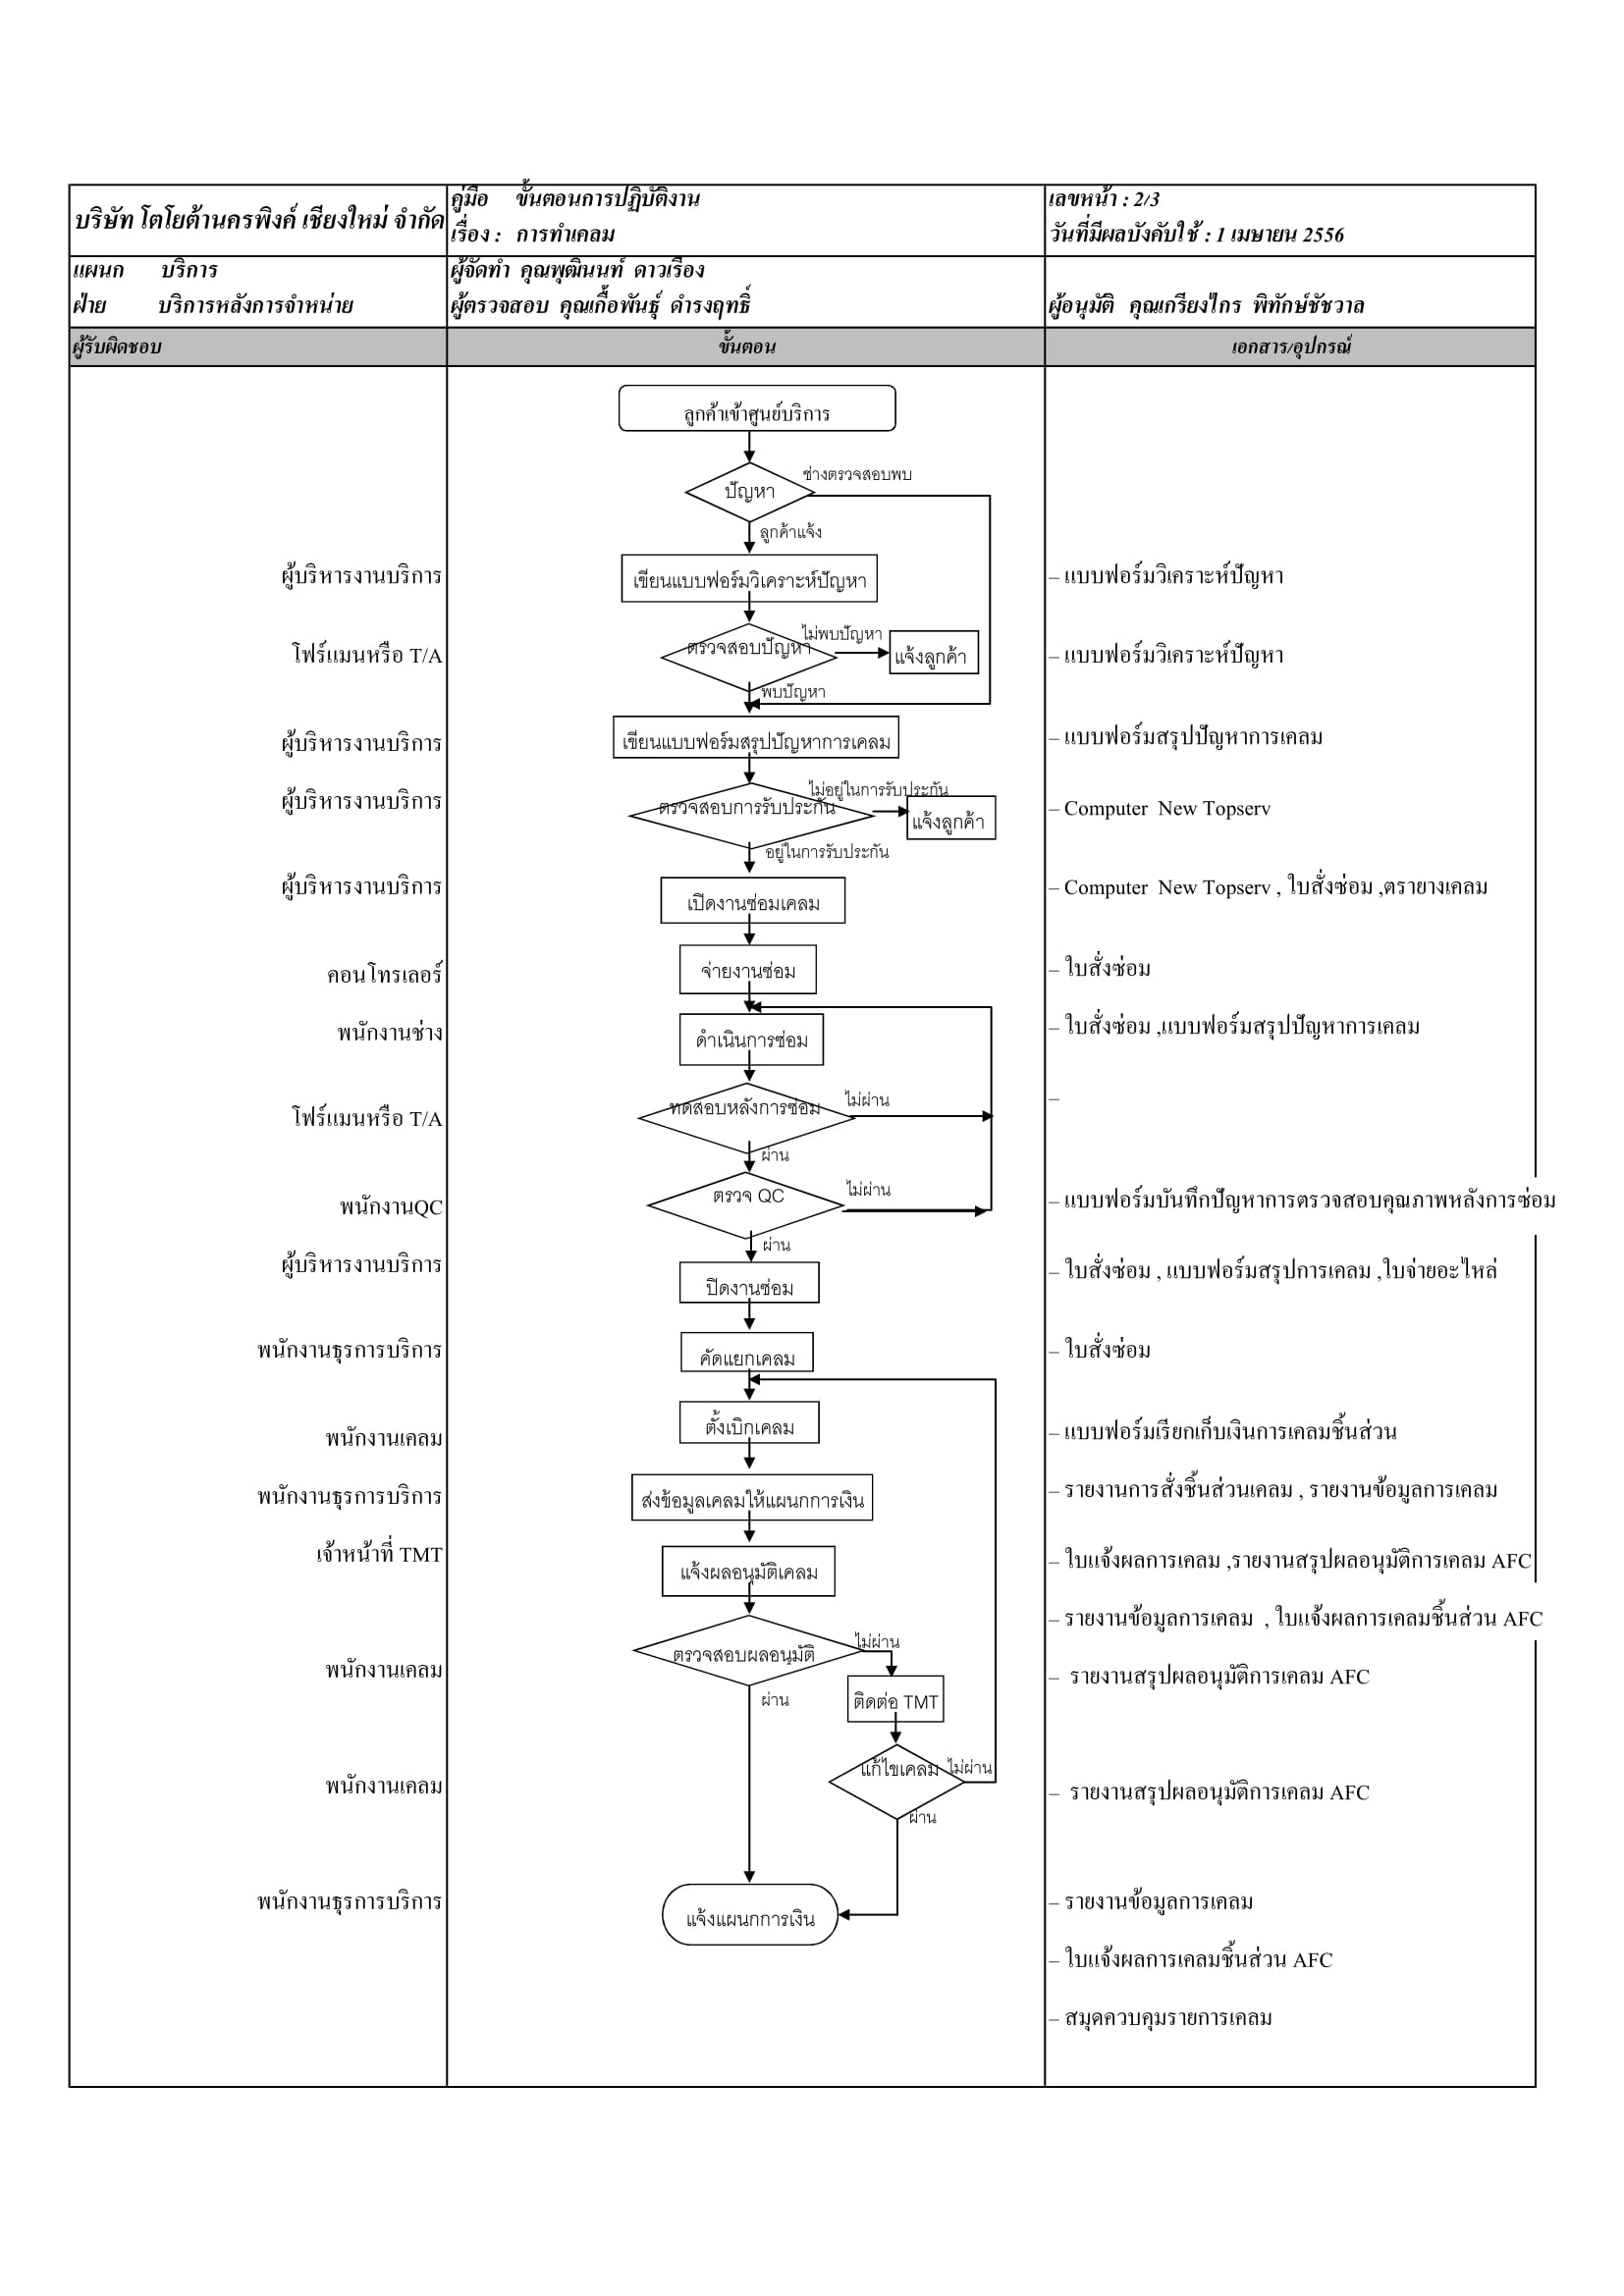 บริษัท โตโยต้านครพิงค์ เชียงใหม่ จำกัด
คู่มือ ขั้นตอนการปฏิบัติงาน
เรื่อง : การทำเคลม
เลขหน้า : 2/3
วันที่มีผลบังคับใช้ : 1 เมษายน 2556
แผนก บริการ
ฝ่าย บริการหลังการจำหน่าย
ผู้จัดทำ คุณพุฒินนท์ ดาวเรือง
ผู้ตรวจสอบ คุณเกื้อพันธุ์ ดำรงฤทธิ์
ผู้อนุมัติ คุณเกรียงไกร พิทักษ์ชัชวาล
ผู้รับผิดชอบ ขั้นตอน เอกสาร/อุปกรณ์
ลูกค้าเข้าศูนย์บริการ
ช่างตรวจสอบพบ
ปัญหา
ลูกค้าแจ้ง
ผู้บริหารงานบริการ เขียนแบบฟอร์มวิเคราะห์ปัญหา – แบบฟอร์มวิเคราะห์ปัญหา
ไม่พบปัญหา
โฟร์แมนหรือ T/A ตรวจสอบปัญหา แจ้งลูกค้า – แบบฟอร์มวิเคราะห์ปัญหา
พบปัญหา
ผู้บริหารงานบริการ เขียนแบบฟอร์มสรุปปัญหาการเคลม – แบบฟอร์มสรุปปัญหาการเคลม
ไม่อยู่ในการรับประกัน
ผู้บริหารงานบริการ ตรวจสอบการรับประกัน แจ้งลูกค้า – Computer New Topserv
อยู่ในการรับประกัน
ผู้บริหารงานบริการ เปิดงานซ่อมเคลม – Computer New Topserv , ใบสั่งซ่อม ,ตรายางเคลม
คอนโทรเลอร์ จ่ายงานซ่อม – ใบสั่งซ่อม
พนักงานช่าง ดำเนินการซ่อม – ใบสั่งซ่อม ,แบบฟอร์มสรุปปัญหาการเคลม
โฟร์แมนหรือ T/A ทดสอบหลังการซ่อม ไม่ผ่าน –
ผ่าน
พนักงานQC ตรวจ QC ไม่ผ่าน – แบบฟอร์มบันทึกปัญหาการตรวจสอบคุณภาพหลังการซ่อม
ผ่าน
ผู้บริหารงานบริการ ปิดงานซ่อม – ใบสั่งซ่อม , แบบฟอร์มสรุปการเคลม ,ใบจ่ายอะไหล่
พนักงานธุรการบริการ คัดแยกเคลม – ใบสั่งซ่อม
พนักงานเคลม ตั้งเบิกเคลม – แบบฟอร์มเรียกเก็บเงินการเคลมชิ้นส่วน
พนักงานธุรการบริการ ส่งข้อมูลเคลมให้แผนกการเงิน – รายงานการสั่งชิ้นส่วนเคลม , รายงานข้อมูลการเคลม
เจ้าหน้าที่ TMT แจ้งผลอนุมัติเคลม – ใบแจ้งผลการเคลม ,รายงานสรุปผลอนุมัติการเคลม AFC
– รายงานข้อมูลการเคลม , ใบแจ้งผลการเคลมชิ้นส่วน AFC
พนักงานเคลม ตรวจสอบผลอนุมัติ ไม่ผ่าน – รายงานสรุปผลอนุมัติการเคลม AFC
ผ่าน ติดต่อ TMT
พนักงานเคลม แก้ไขเคลม ไม่ผ่าน – รายงานสรุปผลอนุมัติการเคลม AFC
ผ่าน
พนักงานธุรการบริการ แจ้งแผนกการเงิน – รายงานข้อมูลการเคลม
– ใบแจ้งผลการเคลมชิ้นส่วน AFC
– สมุดควบคุมรายการเคลม